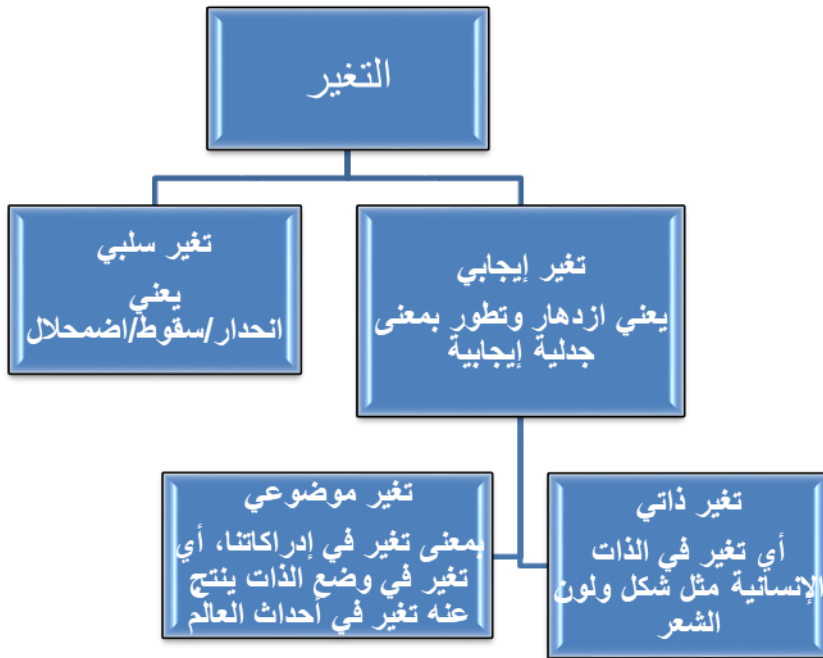 التغير
تغير إيجابي
يعني ازدهار وتطور بمعنى
جدلية إيجابية
تغير سلبي
يعني
انحدار/سقوط/اضمحلال
تغير ذاتي
أي تغير في الذات
الإنسانية مثل شكل ولون
الشعر
تغير موضوعي
بمعنى تغير في إدراكاتنا، أي
تغير في وضع الذات ينتج
عنه تغير في أحداث العالم